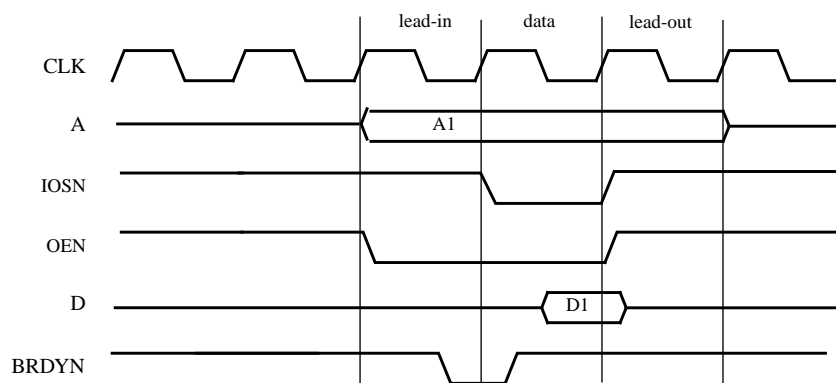 lead-in data lead-out
CLK
A A1
IOSN
OEN
D D1
BRDYN